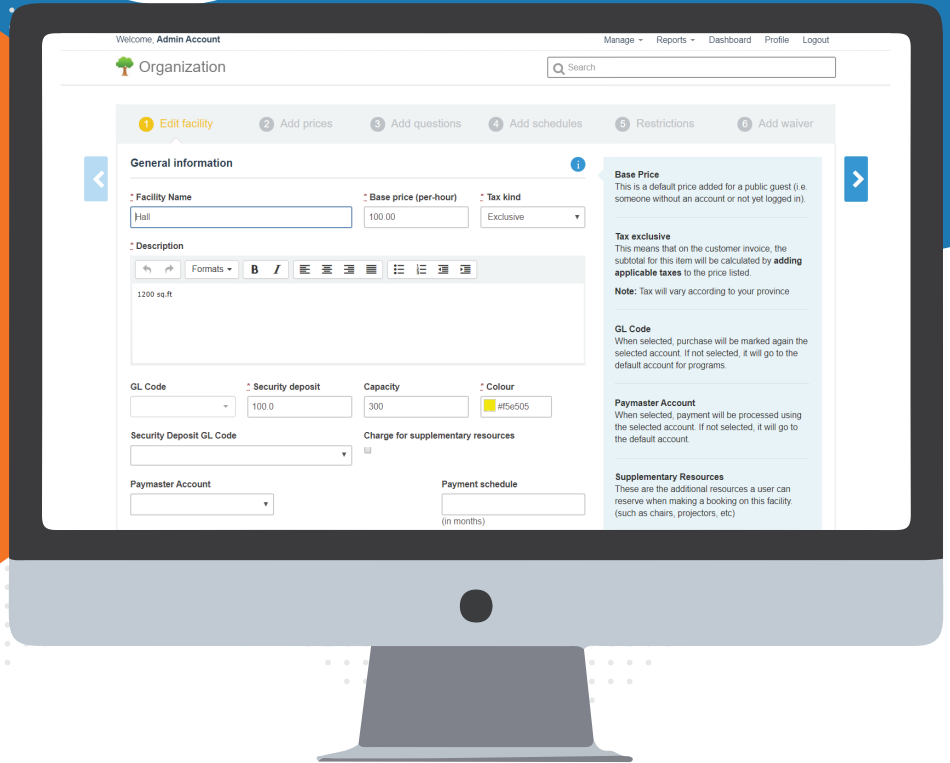 Welcome, Admin Account
Manage Reports Dashboard Profile Logout
Organization
Search
1 Edit facility
2 Add prices
3 Add questions
4 Add schedules
5 Restrictions
6 Add waiver
General information
i
* Facility Name
* Base price (per-hour)
* Tax kind
Hall
100.00
Exclusive
* Description
Formats B I
1200 sq.ft
GL Code
* Security deposit
Capacity
* Colour
100.0
300
#f5e505
Security Deposit GL Code
Charge for supplementary resources
Paymaster Account
Payment schedule
(in months)
Base Price
This is a default price added for a public guest (i.e.
someone without an account or not yet logged in).
Tax exclusive
This means that on the customer invoice, the
subtotal for this item will be calculated by adding
applicable taxes to the price listed.
Note: Tax will vary according to your province
GL Code
When selected, purchase will be marked again the
selected account. If not selected, it will go to the
default account for programs.
Paymaster Account
When selected, payment will be processed using
the selected account. If not selected, it will go to
the default account.
Supplementary Resources
These are the additional resources a user can
reserve when making a booking on this facility.
(such as chairs, projectors, etc)